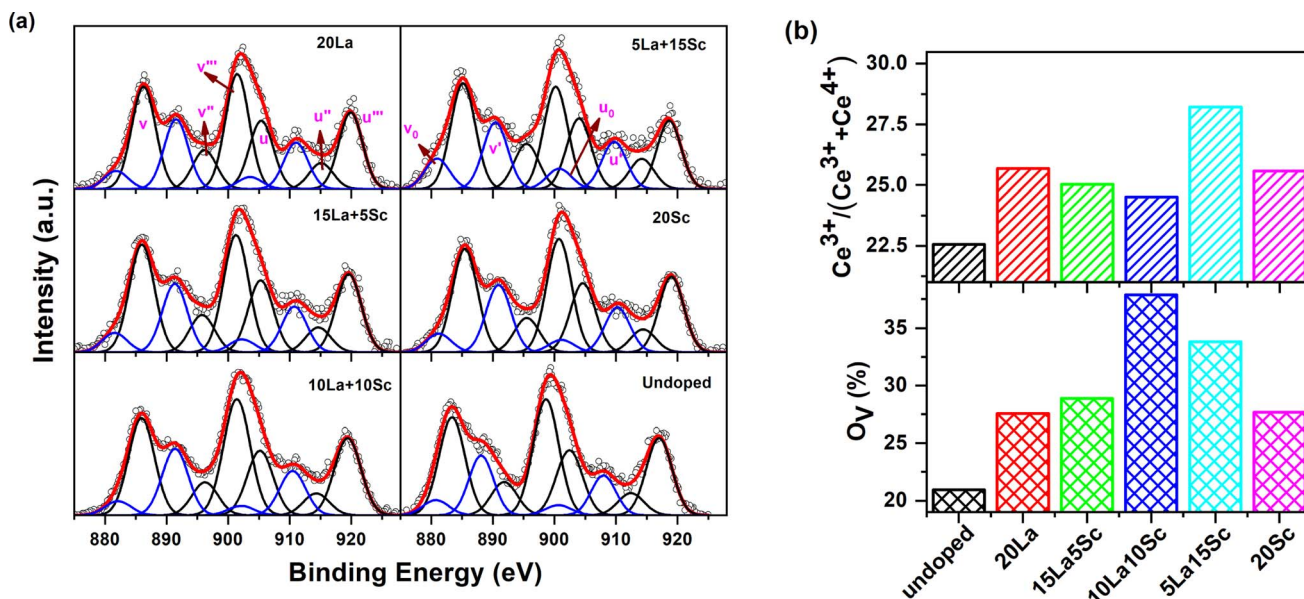 (a)
20La
v'''
v''
v
u
u''
u'''
5La+15Sc
v₀
v'
u₀
u'
15La+5Sc
20Sc
10La+10Sc
Undoped
Intensity (a.u.)
880 890 900 910 920 880 890 900 910 920
Binding Energy (eV)
(b)
Ce³⁺/(Ce³⁺+Ce⁴⁺)
30.0
27.5
25.0
22.5
O_V (%)
35
30
25
20
undoped
20La
15La5Sc
10La10Sc
5La15Sc
20Sc